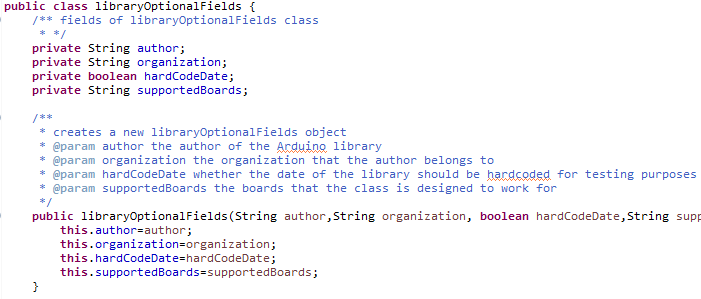 public class libraryOptionalFields {
    /** fields of libraryOptionalFields class
     * */
    private String author;
    private String organization;
    private boolean hardCodeDate;
    private String supportedBoards;

    /**
     * creates a new libraryOptionalFields object
     * @param author the author of the Arduino library
     * @param organization the organization that the author belongs to
     * @param hardCodeDate whether the date of the library should be hardcoded for testing purposes
     * @param supportedBoards the boards that the class is designed to work for
     */
    public libraryOptionalFields(String author,String organization, boolean hardCodeDate,String supp
        this.author=author;
        this.organization=organization;
        this.hardCodeDate=hardCodeDate;
        this.supportedBoards=supportedBoards;
    }